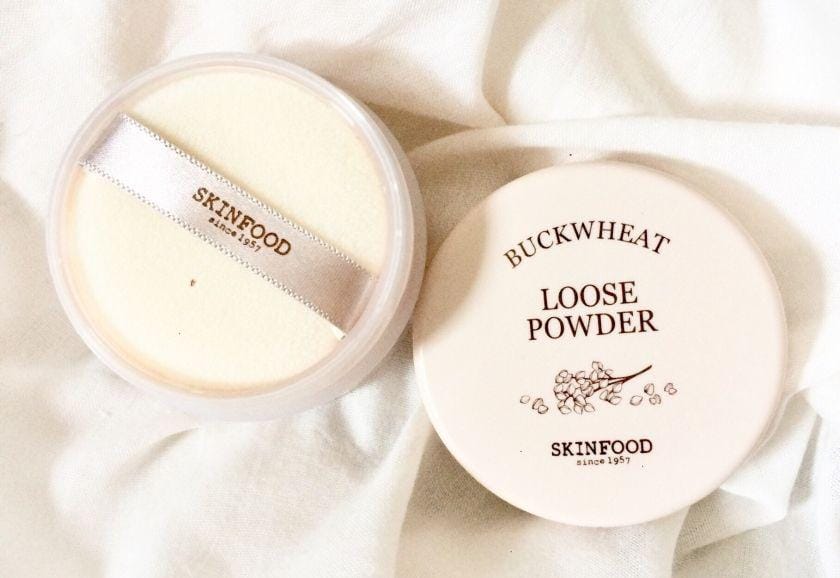 SKINFOOD
since 1957
BUCKWHEAT
LOOSE
POWDER
SKINFOOD
since 1957